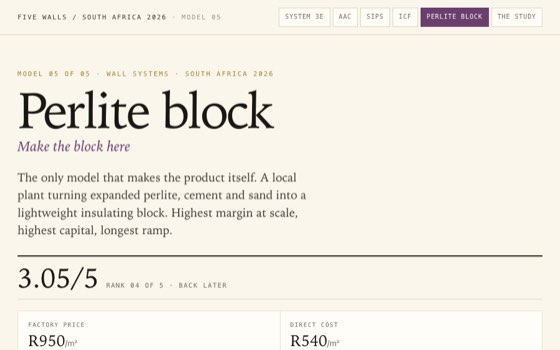 FIVE WALLS / SOUTH AFRICA 2026 · MODEL 05
SYSTEM 3E
AAC
SIPS
ICF
PERLITE BLOCK
THE STUDY
MODEL 05 OF 05 · WALL SYSTEMS · SOUTH AFRICA 2026
Perlite block
Make the block here
The only model that makes the product itself. A local
plant turning expanded perlite, cement and sand into a
lightweight insulating block. Highest margin at scale,
highest capital, longest ramp.
3.05/5 RANK 04 OF 5 · BACK LATER
FACTORY PRICE
R950/m²
DIRECT COST
R540/m²